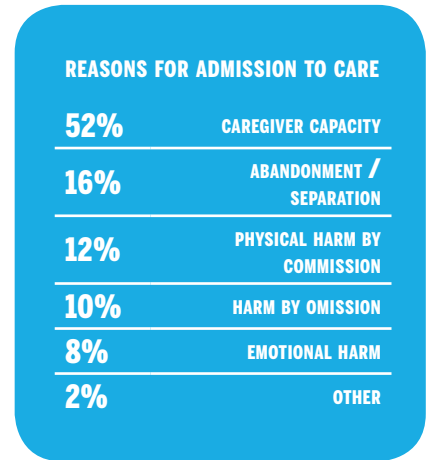 REASONS FOR ADMISSION TO CARE
52% CAREGIVER CAPACITY
16% ABANDONMENT /
SEPARATION
12% PHYSICAL HARM BY
COMMISSION
10% HARM BY OMISSION
8% EMOTIONAL HARM
2% OTHER